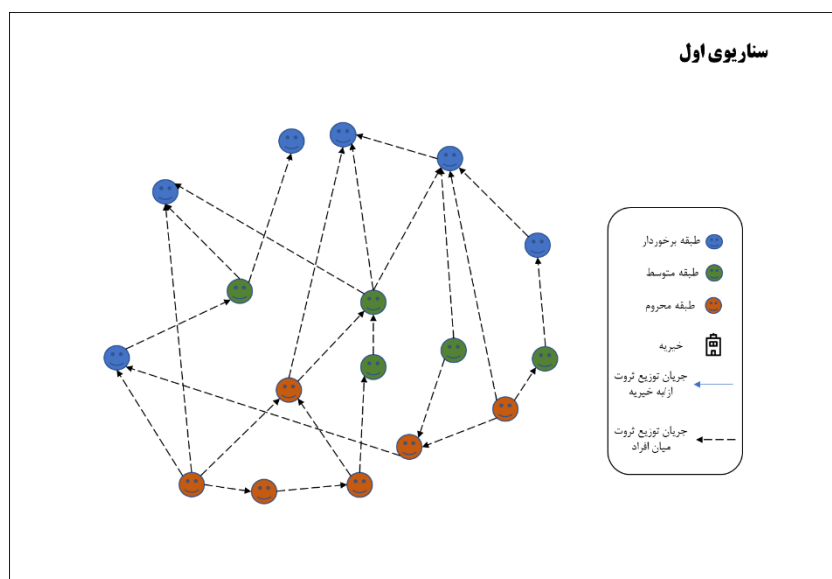 سناریوی اول
طبقه برخوردار
طبقه متوسط
طبقه محروم
خیریه
جریان توزیع ثروت
از/به خیریه
جریان توزیع ثروت
میان افراد